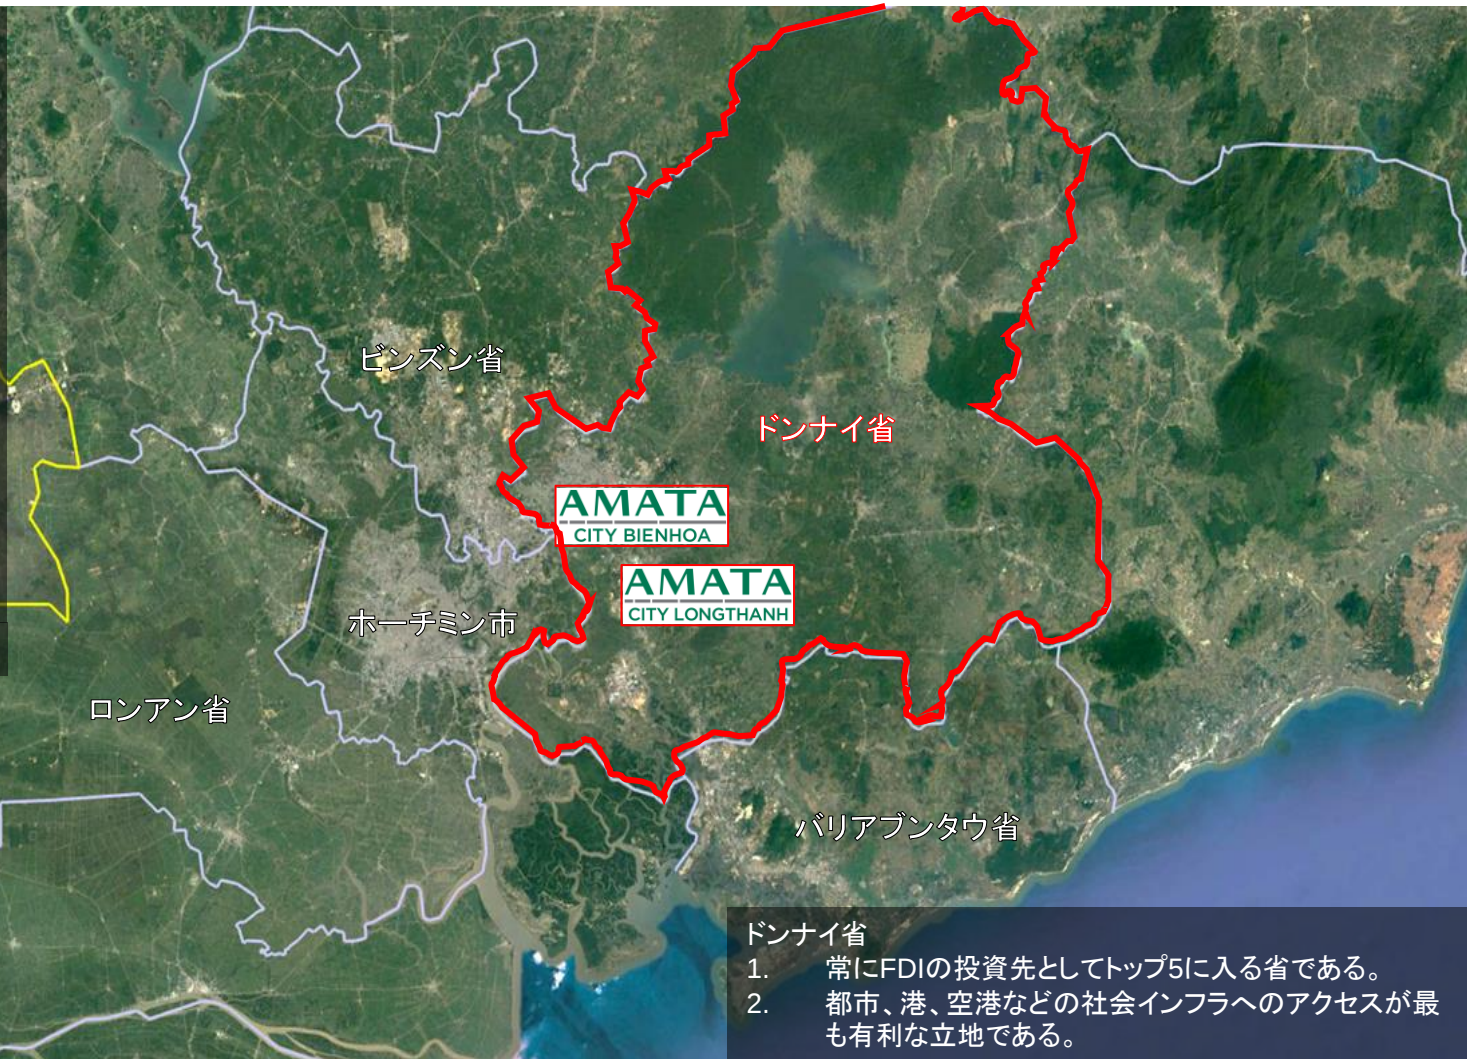 ビンズン省
ドンナイ省
AMATA
CITY BIENHOA
AMATA
CITY LONGTHANH
ホーチミン市
ロンアン省
バリアブンタウ省
ドンナイ省
1. 常にFDIの投資先としてトップ5に入る省である。
2. 都市、港、空港などの社会インフラへのアクセスが最
も有利な立地である。